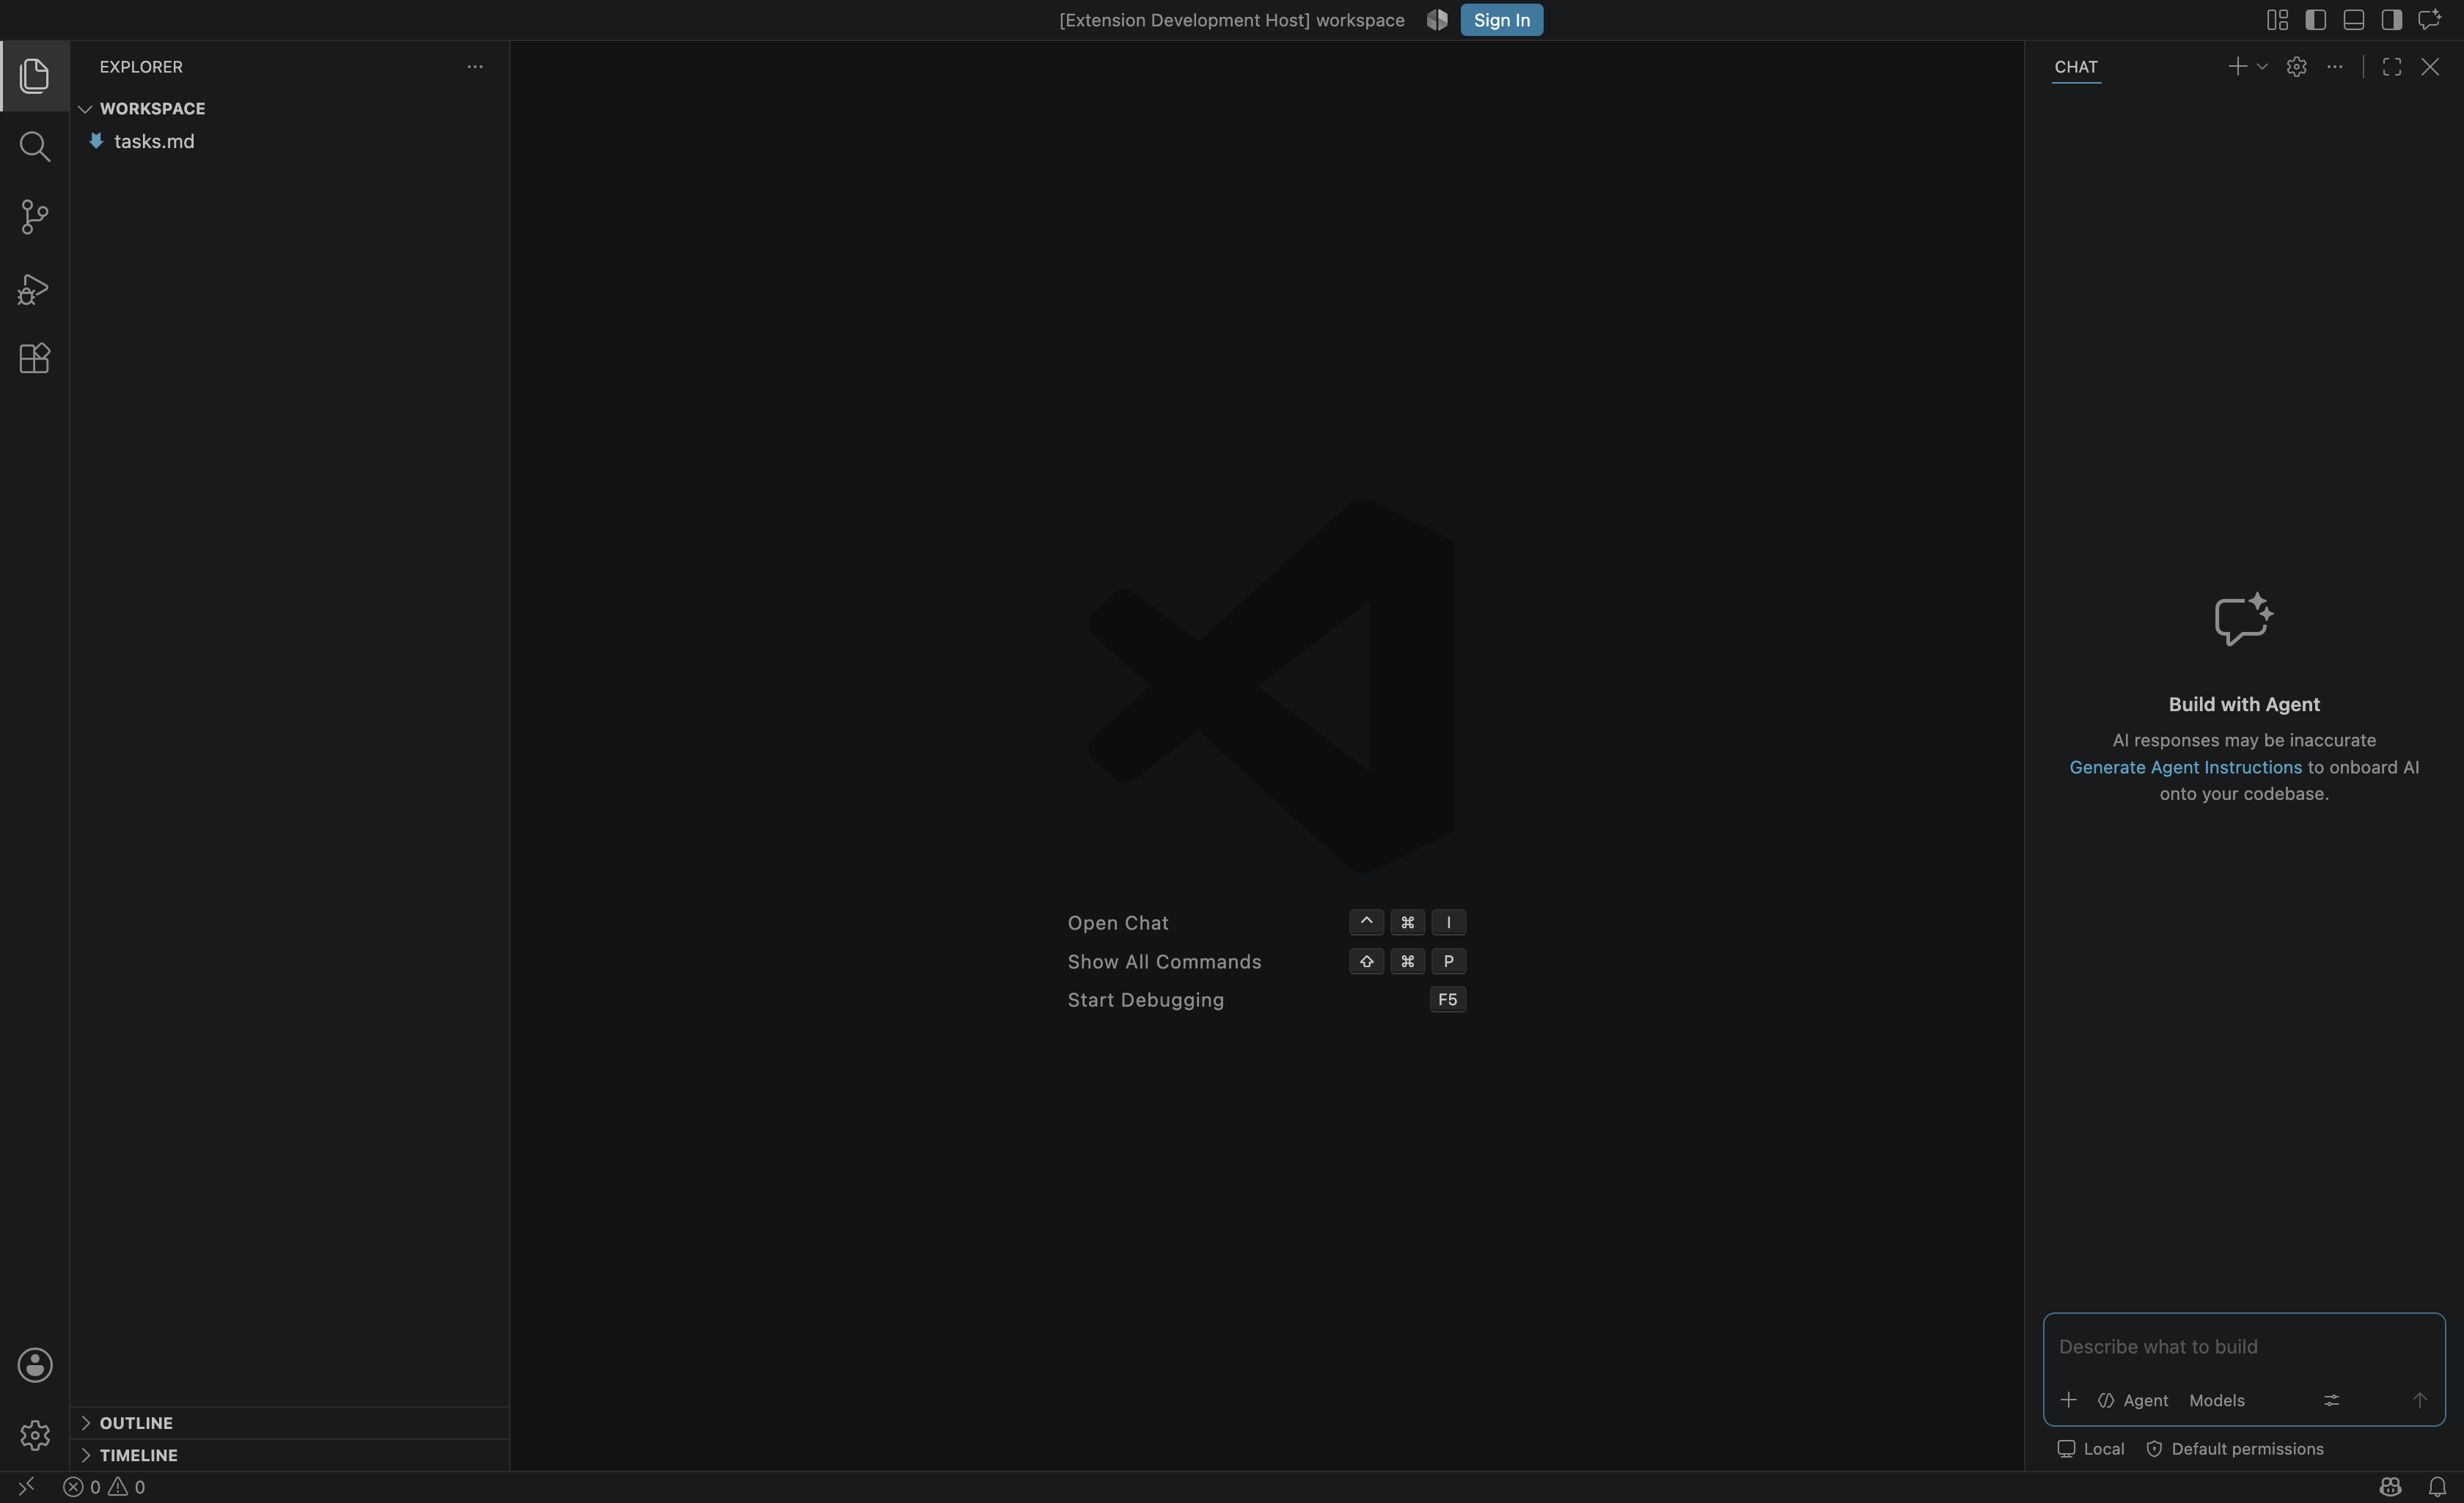 [Extension Development Host] workspace
Sign In
EXPLORER
WORKSPACE
tasks.md
OUTLINE
TIMELINE
Open Chat ⌘ I
Show All Commands ⌘ P
Start Debugging F5
CHAT
Build with Agent
AI responses may be inaccurate
Generate Agent Instructions to onboard AI
onto your codebase.
Describe what to build
Agent Models
Local Default permissions
0 0